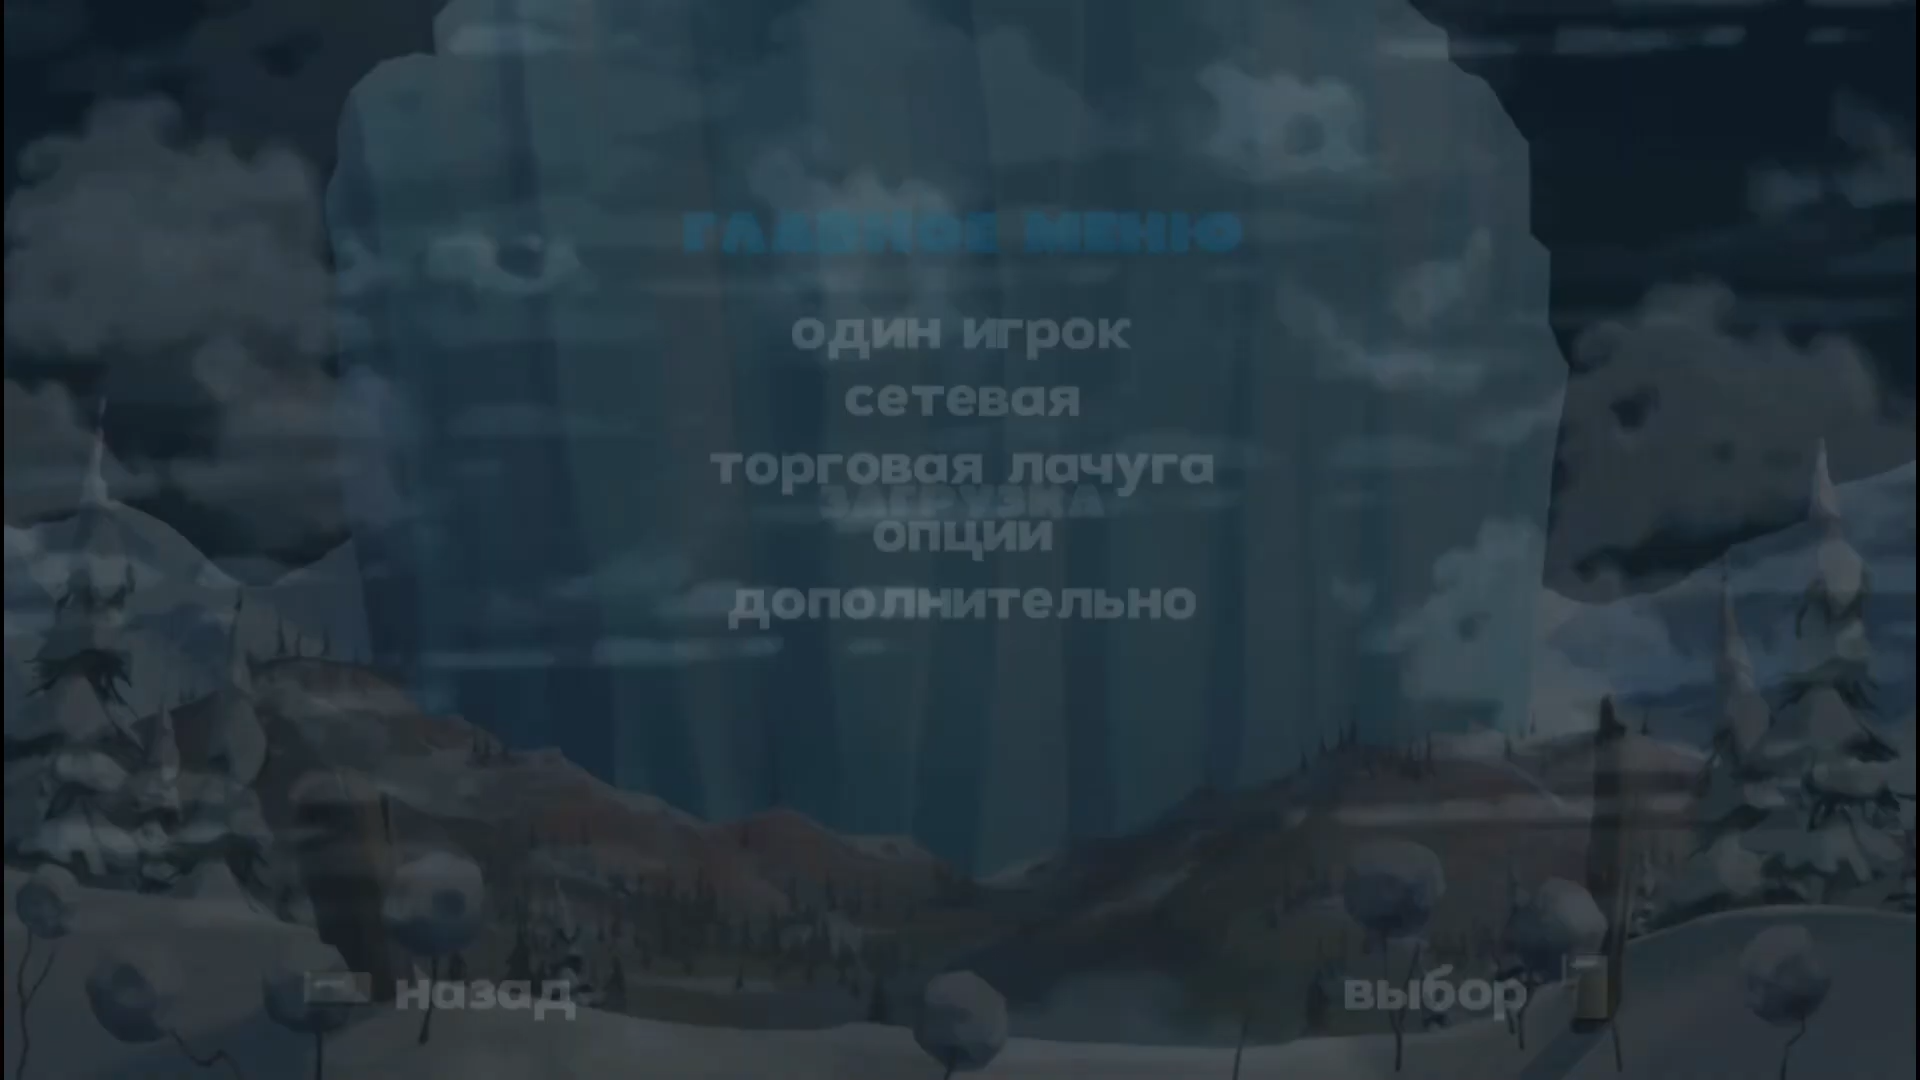 ГЛАВНОЕ МЕНЮ
один игрок
сетевая
торговая лачуга
ЗАГРУЗКА
опции
дополнительно
назад
выбор